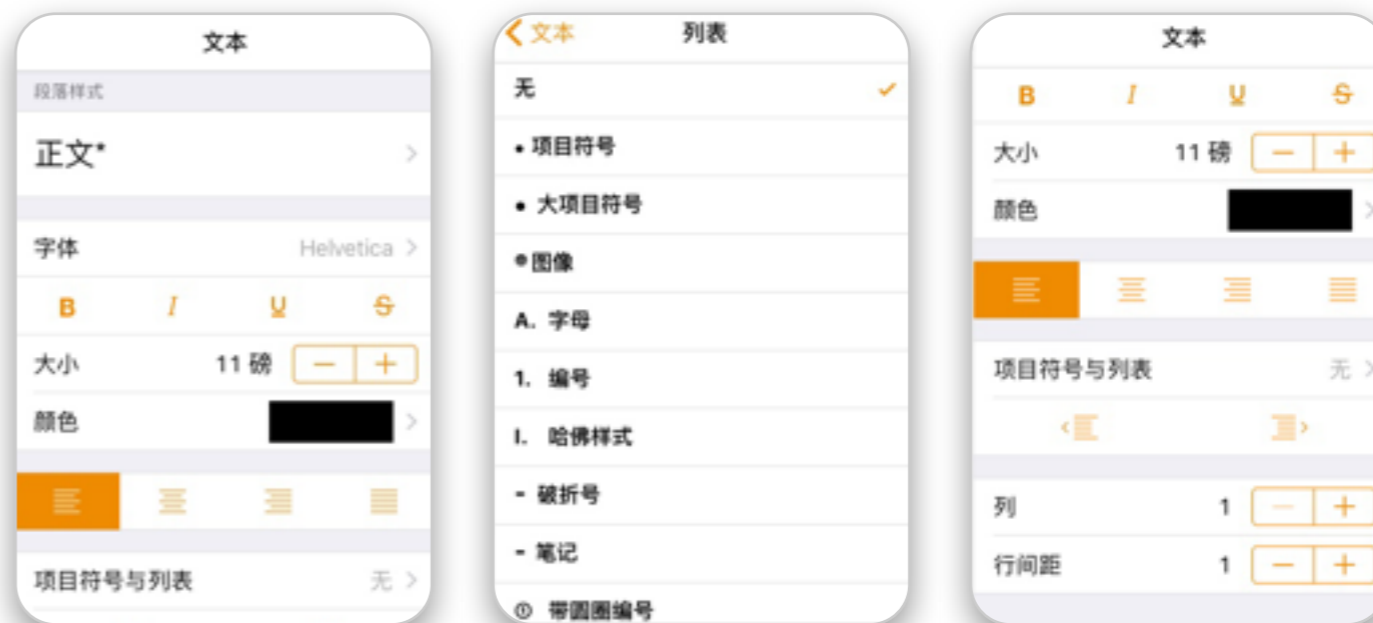 文本
段落样式
正文*
字体 Helvetica
B I U S
大小 11 磅 − +
颜色
项目符号与列表 无
文本 列表
无
• 项目符号
• 大项目符号
图像
A. 字母
1. 编号
I. 哈佛样式
- 破折号
- 笔记
① 带圆圈编号
文本
B I U S
大小 11 磅 − +
颜色
项目符号与列表 无
列 1 − +
行间距 1 − +